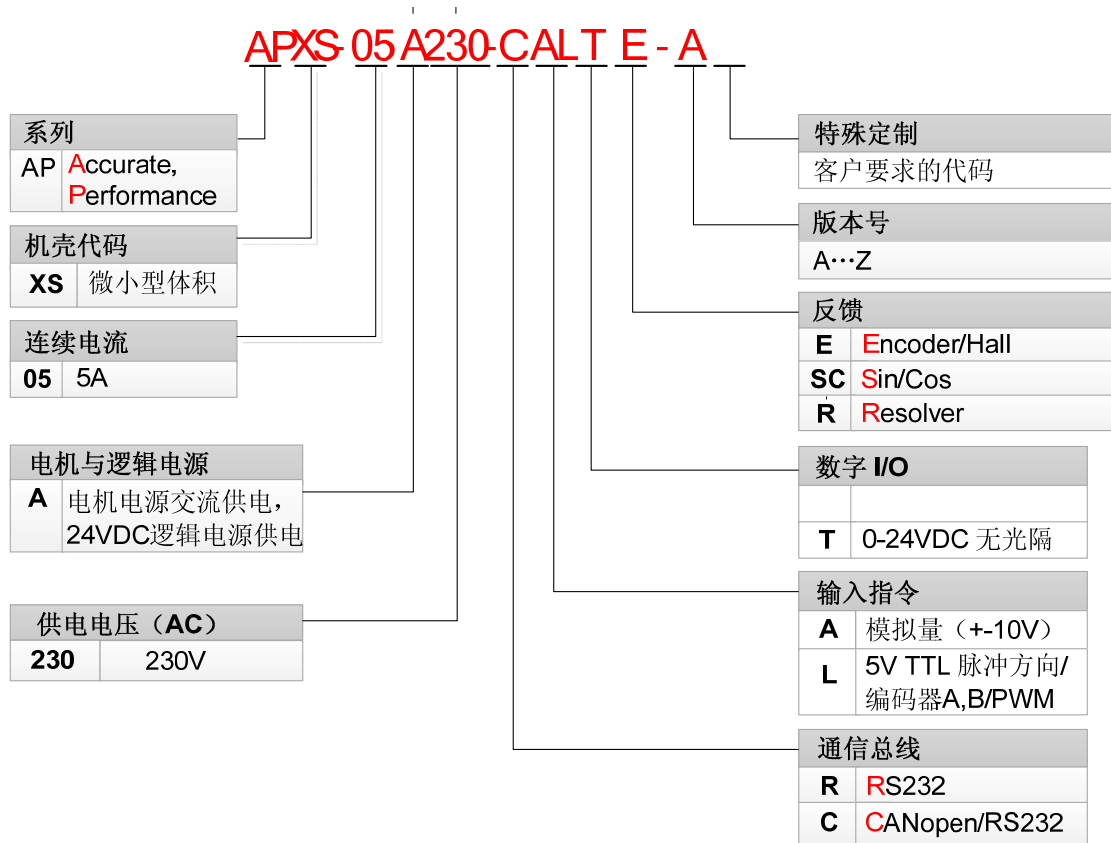 APXS-05A230-CALTE-A
系列
AP Accurate,
Performance
机壳代码
XS 微小型体积
连续电流
05 5A
电机与逻辑电源
A 电机电源交流供电，
24VDC逻辑电源供电
供电电压（AC）
230 230V
特殊定制
客户要求的代码
版本号
A…Z
反馈
E Encoder/Hall
SC Sin/Cos
R Resolver
数字 I/O
T 0-24VDC 无光隔
输入指令
A 模拟量（+-10V）
L 5V TTL 脉冲方向/
编码器A,B/PWM
通信总线
R RS232
C CANopen/RS232